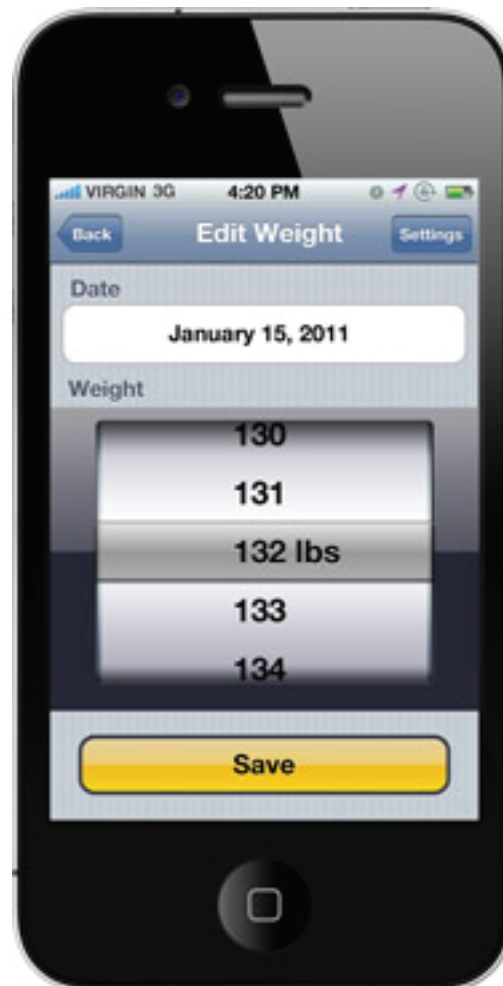 VIRGIN 3G 4:20 PM
Back Edit Weight Settings
Date
January 15, 2011
Weight
130
131
132 lbs
133
134
Save